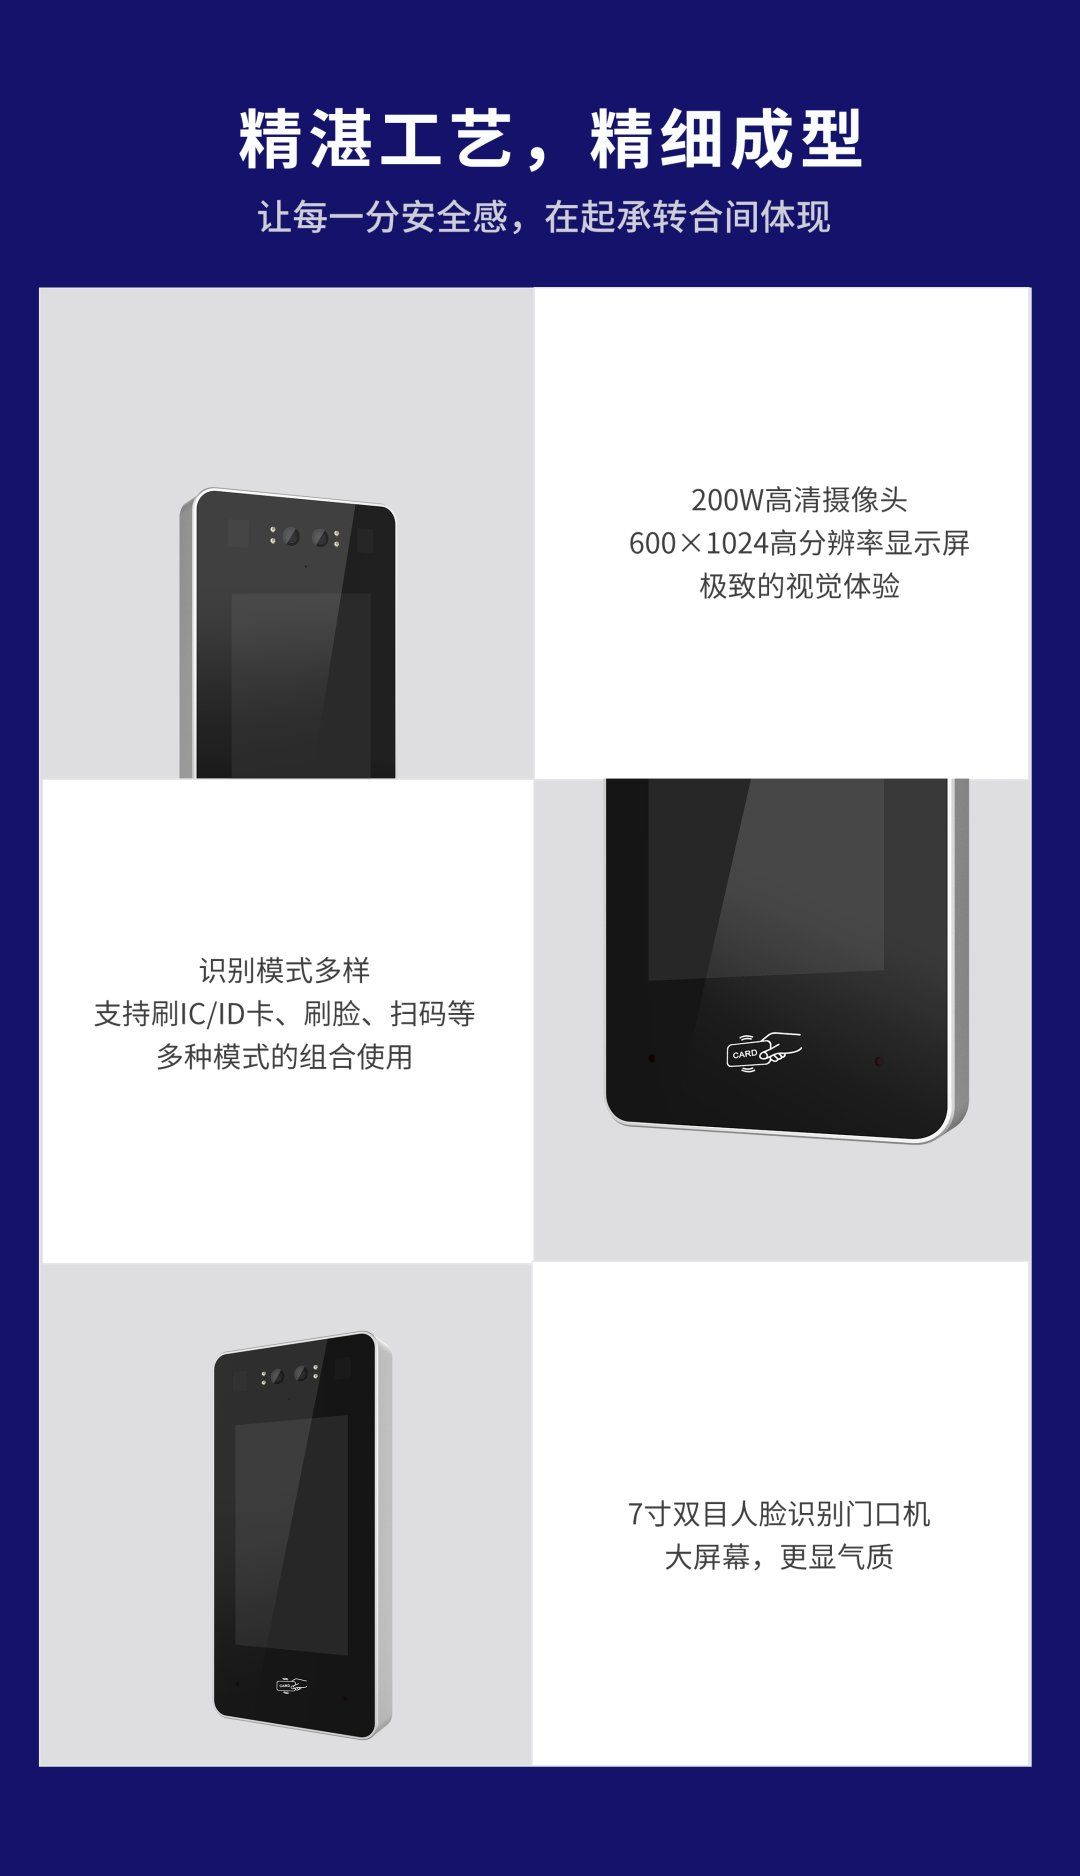 精湛工艺，精细成型
让每一分安全感，在起承转合间体现
200W高清摄像头
600×1024高分辨率显示屏
极致的视觉体验
识别模式多样
支持刷IC/ID卡、刷脸、扫码等
多种模式的组合使用
CARD
CARD
7寸双目人脸识别门口机
大屏幕，更显气质